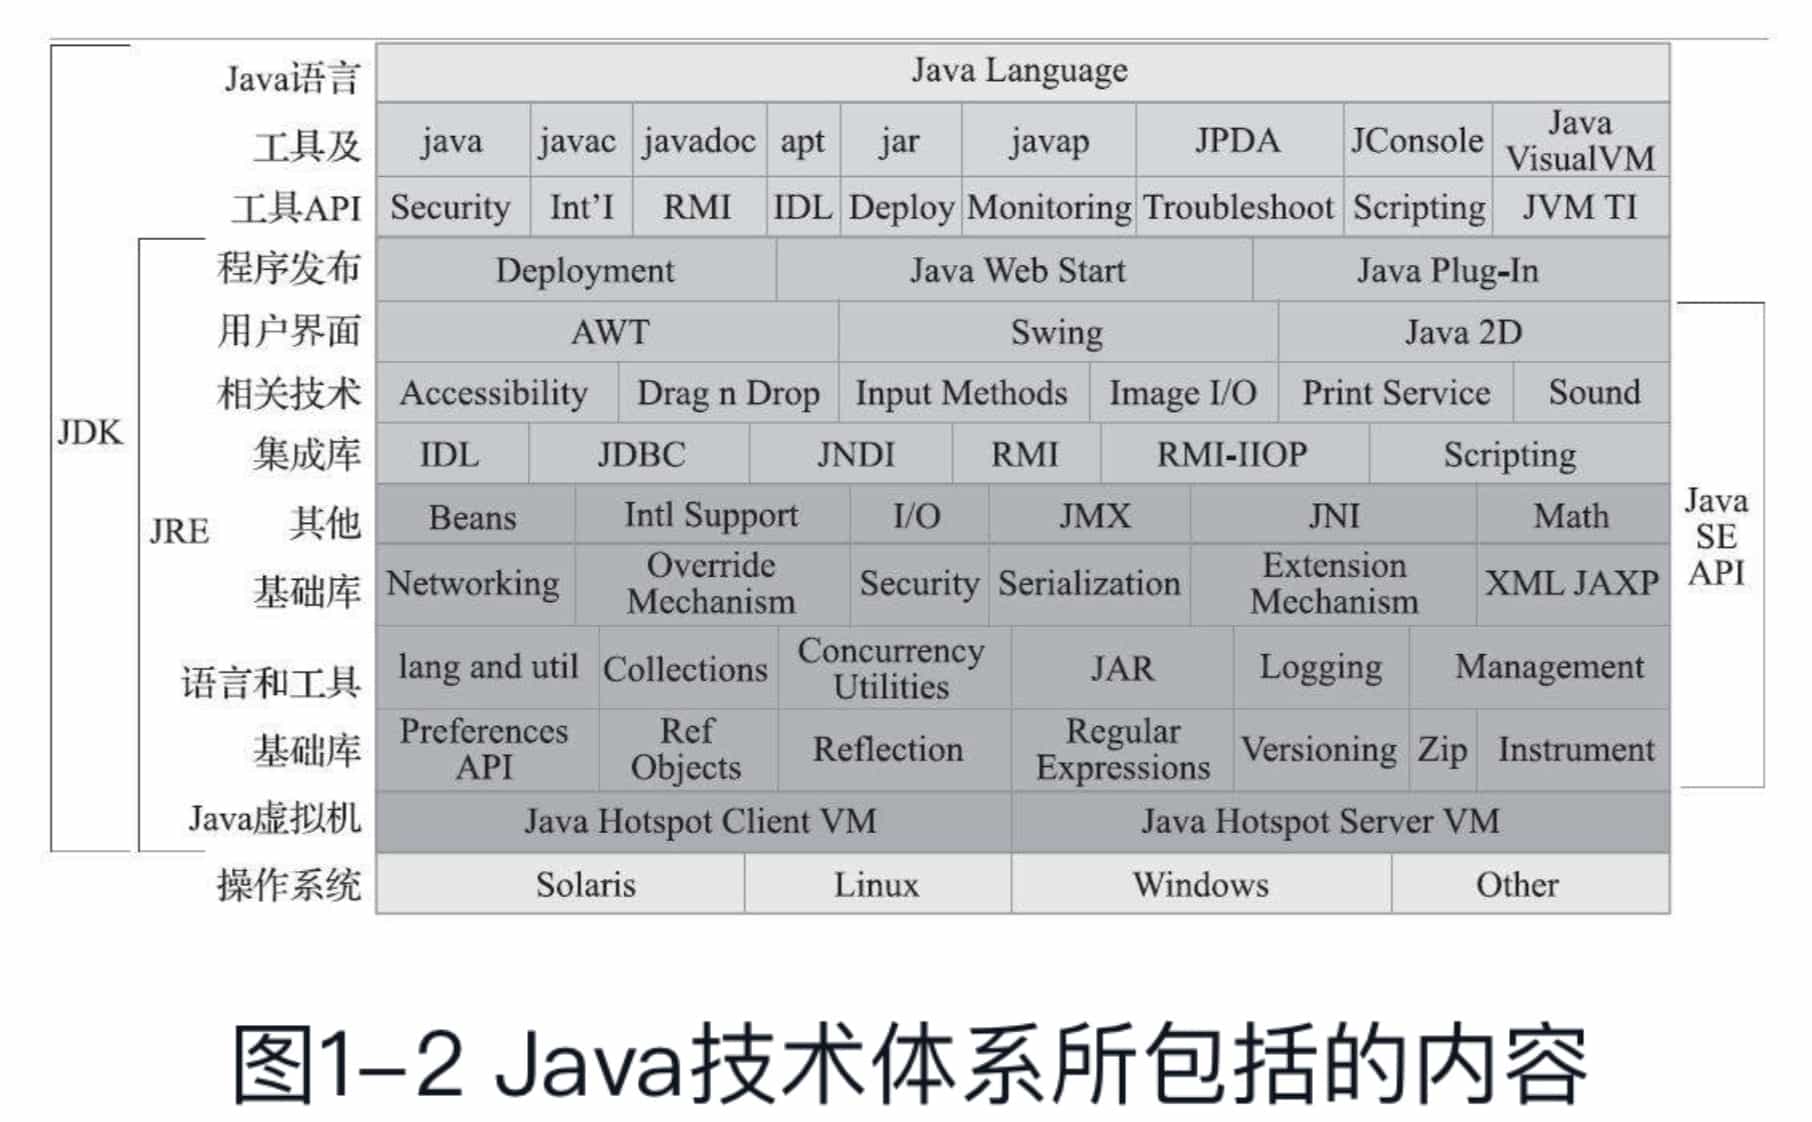 Java语言
Java Language
工具及
java javac javadoc apt jar javap JPDA JConsole Java VisualVM
工具API
Security Int'I RMI IDL Deploy Monitoring Troubleshoot Scripting JVM TI
程序发布
Deployment Java Web Start Java Plug-In
用户界面
AWT Swing Java 2D
相关技术
Accessibility Drag n Drop Input Methods Image I/O Print Service Sound
JDK
集成库
IDL JDBC JNDI RMI RMI-IIOP Scripting
JRE
其他
Beans Intl Support I/O JMX JNI Math
Java
SE
API
基础库
Networking Override Mechanism Security Serialization Extension Mechanism XML JAXP
语言和工具
lang and util Collections Concurrency Utilities JAR Logging Management
基础库
Preferences API Ref Objects Reflection Regular Expressions Versioning Zip Instrument
Java虚拟机
Java Hotspot Client VM Java Hotspot Server VM
操作系统
Solaris Linux Windows Other
图1-2 Java技术体系所包括的内容